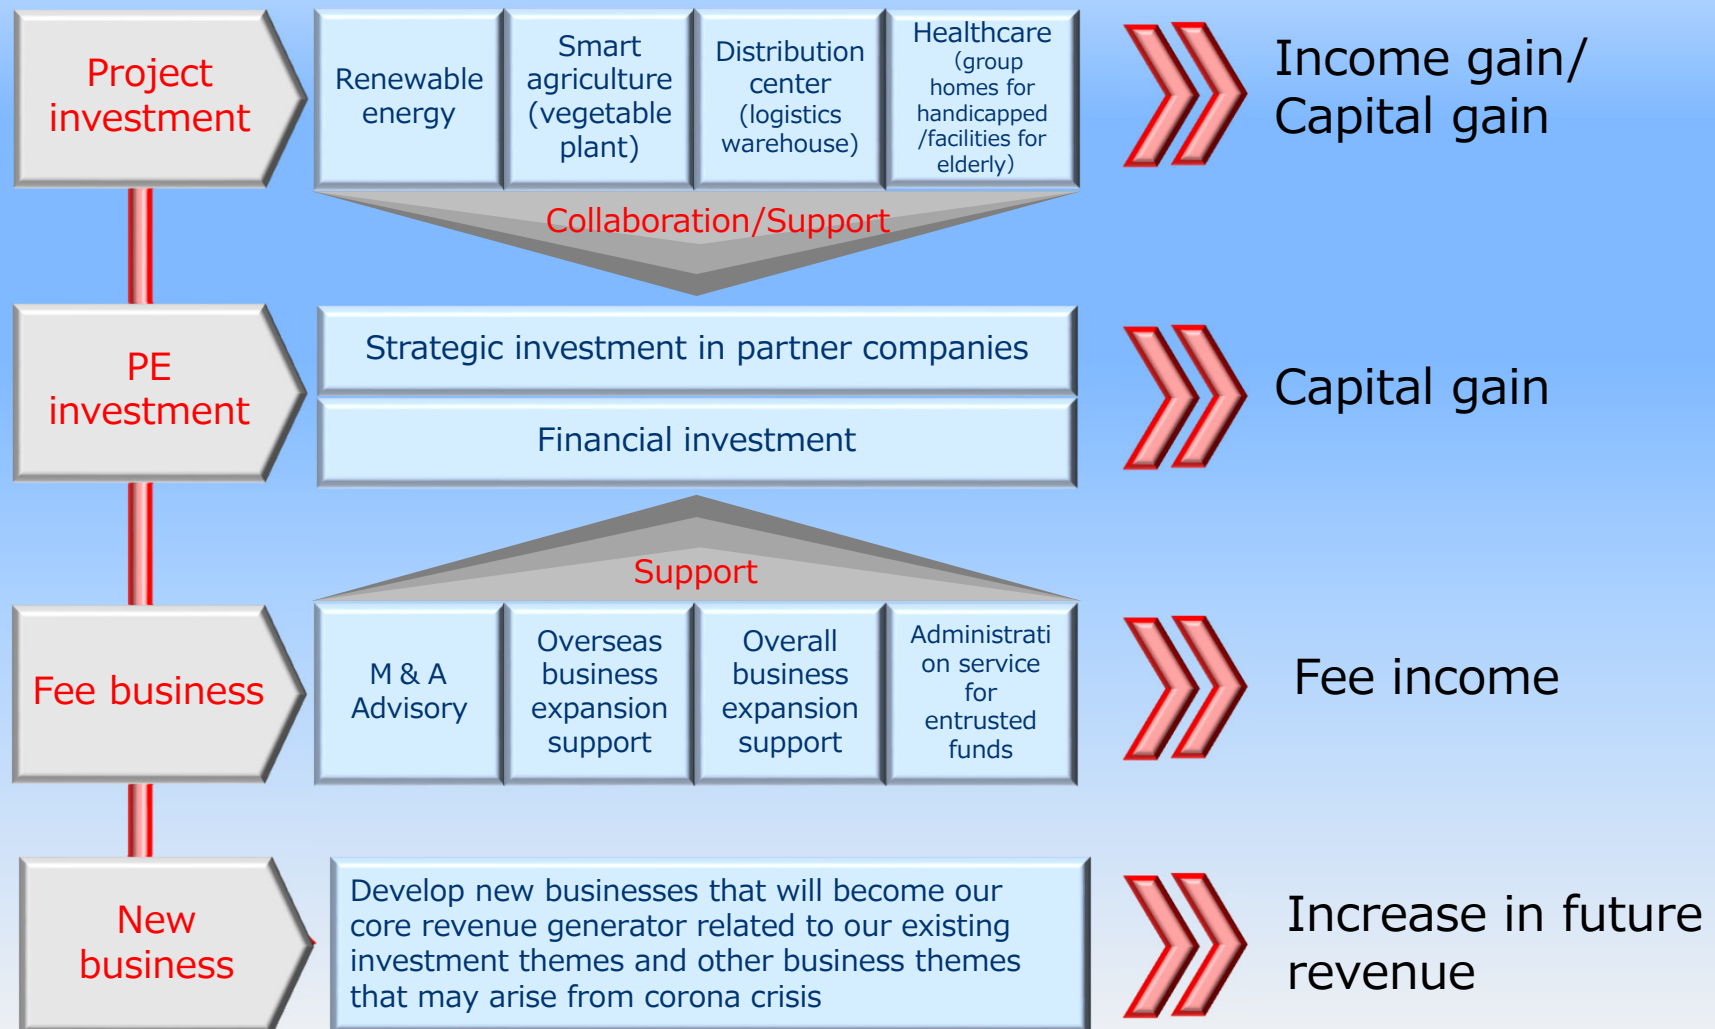 Project
investment
Renewable
energy
Smart
agriculture
(vegetable
plant)
Distribution
center
(logistics
warehouse)
Healthcare
(group
homes for
handicapped
/facilities for
elderly)
Income gain/
Capital gain
Collaboration/Support
PE
investment
Strategic investment in partner companies
Financial investment
Capital gain
Support
Fee business
M & A
Advisory
Overseas
business
expansion
support
Overall
business
expansion
support
Administrati
on service
for
entrusted
funds
Fee income
New
business
Develop new businesses that will become our
core revenue generator related to our existing
investment themes and other business themes
that may arise from corona crisis
Increase in future
revenue